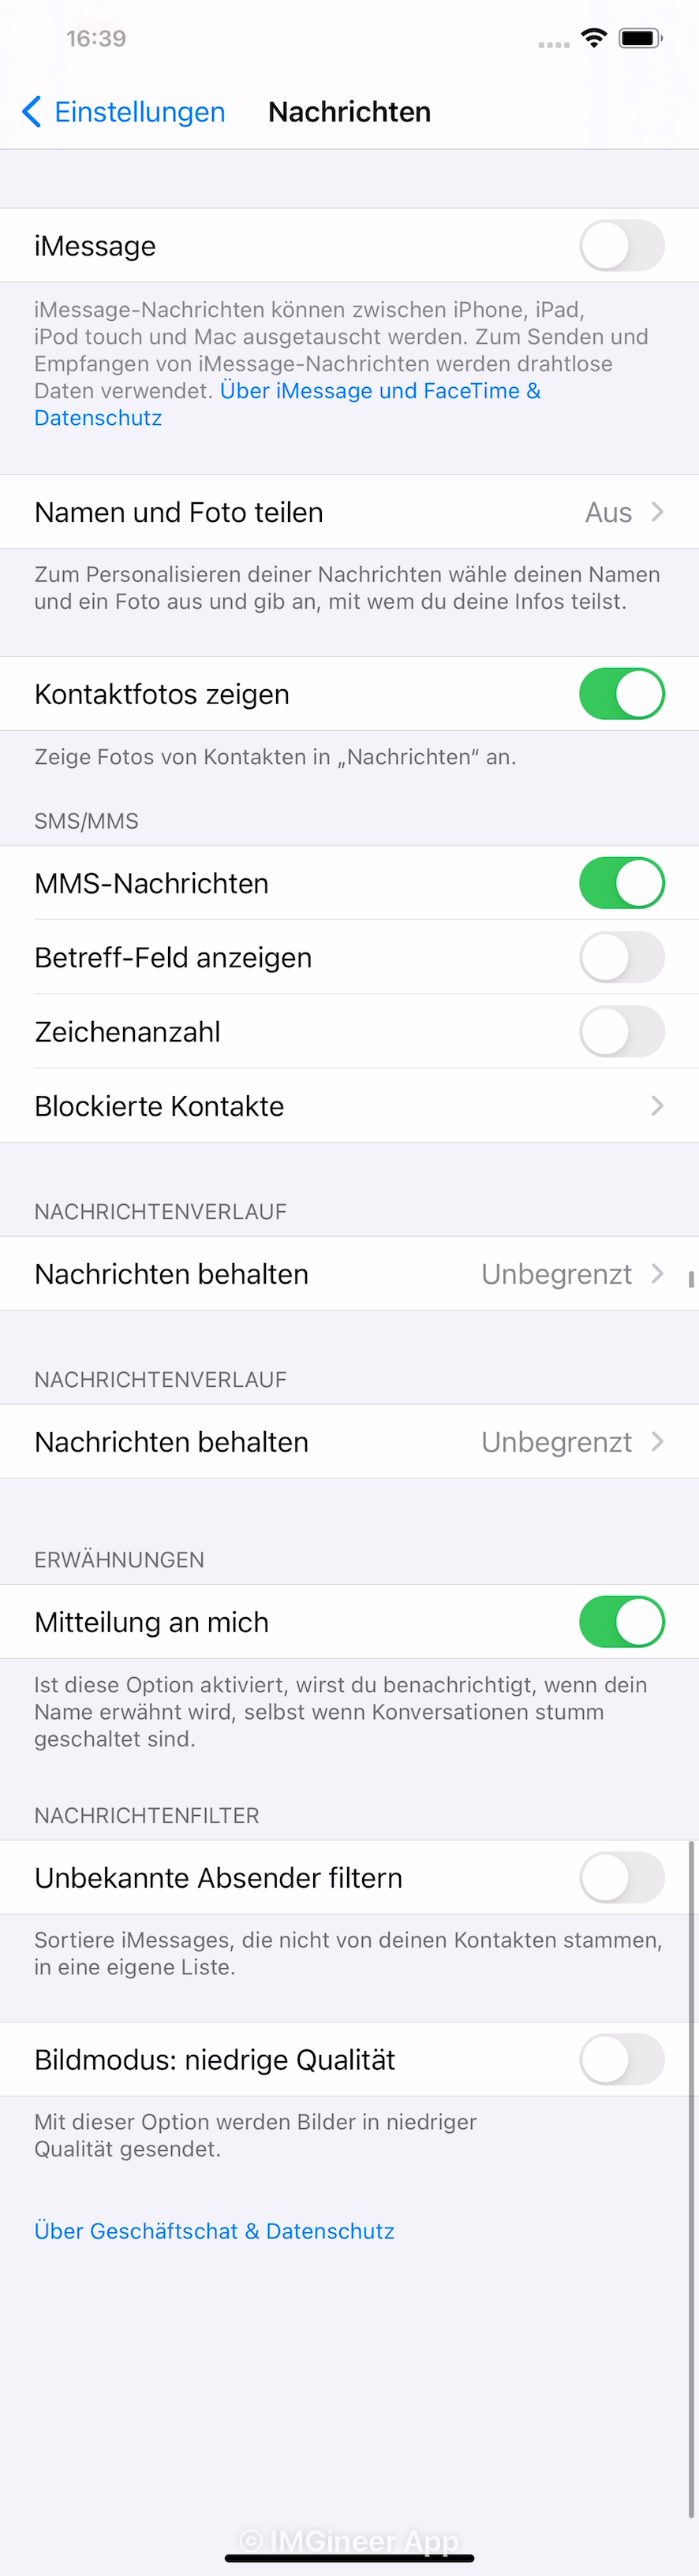 16:39
Einstellungen
Nachrichten
iMessage
iMessage-Nachrichten können zwischen iPhone, iPad,
iPod touch und Mac ausgetauscht werden. Zum Senden und
Empfangen von iMessage-Nachrichten werden drahtlose
Daten verwendet. Über iMessage und FaceTime &
Datenschutz
Namen und Foto teilen
Aus
Zum Personalisieren deiner Nachrichten wähle deinen Namen
und ein Foto aus und gib an, mit wem du deine Infos teilst.
Kontaktfotos zeigen
Zeige Fotos von Kontakten in „Nachrichten“ an.
SMS/MMS
MMS-Nachrichten
Betreff-Feld anzeigen
Zeichenanzahl
Blockierte Kontakte
NACHRICHTENVERLAUF
Nachrichten behalten
Unbegrenzt
NACHRICHTENVERLAUF
Nachrichten behalten
Unbegrenzt
ERWÄHNUNGEN
Mitteilung an mich
Ist diese Option aktiviert, wirst du benachrichtigt, wenn dein
Name erwähnt wird, selbst wenn Konversationen stumm
geschaltet sind.
NACHRICHTENFILTER
Unbekannte Absender filtern
Sortiere iMessages, die nicht von deinen Kontakten stammen,
in eine eigene Liste.
Bildmodus: niedrige Qualität
Mit dieser Option werden Bilder in niedriger
Qualität gesendet.
Über Geschäftschat & Datenschutz
© IMGineer App